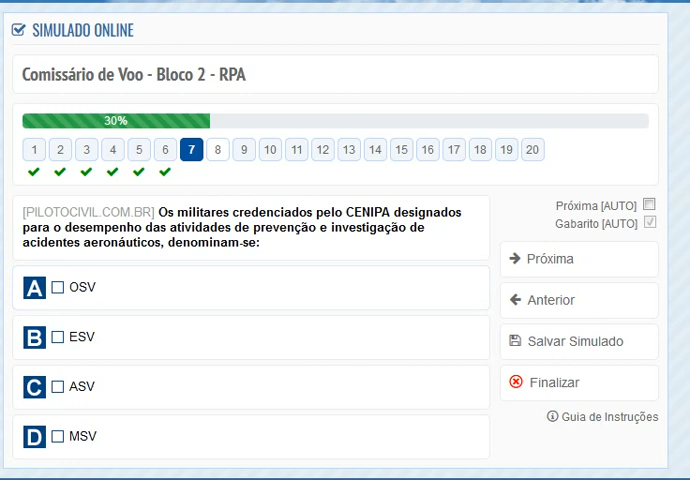 SIMULADO ONLINE
Comissário de Voo - Bloco 2 - RPA
30%
1 2 3 4 5 6 7 8 9 10 11 12 13 14 15 16 17 18 19 20
[PILOTOCIVIL.COM.BR] Os militares credenciados pelo CENIPA designados
para o desempenho das atividades de prevenção e investigação de
acidentes aeronáuticos, denominam-se:
A OSV
B ESV
C ASV
D MSV
Próxima [AUTO]
Gabarito [AUTO]
Próxima
Anterior
Salvar Simulado
Finalizar
Guia de Instruções